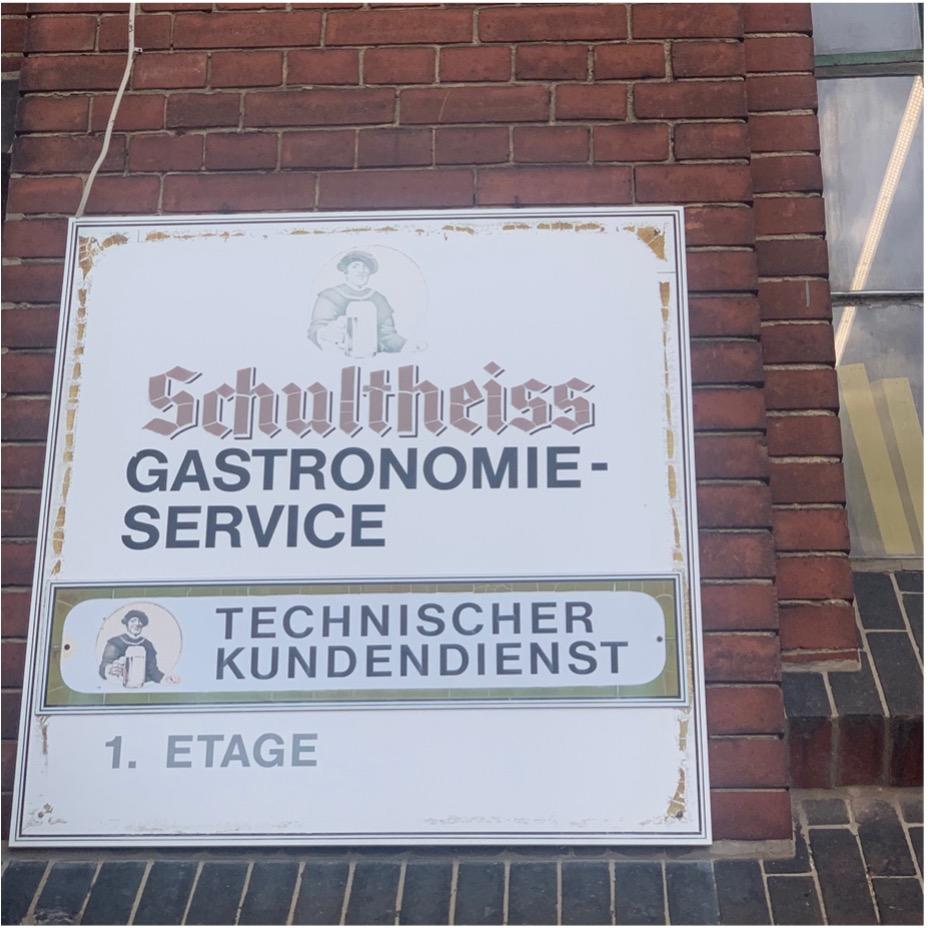 Schultheiss
GASTRONOMIE-
SERVICE
TECHNISCHER
KUNDENDIENST
1. ETAGE